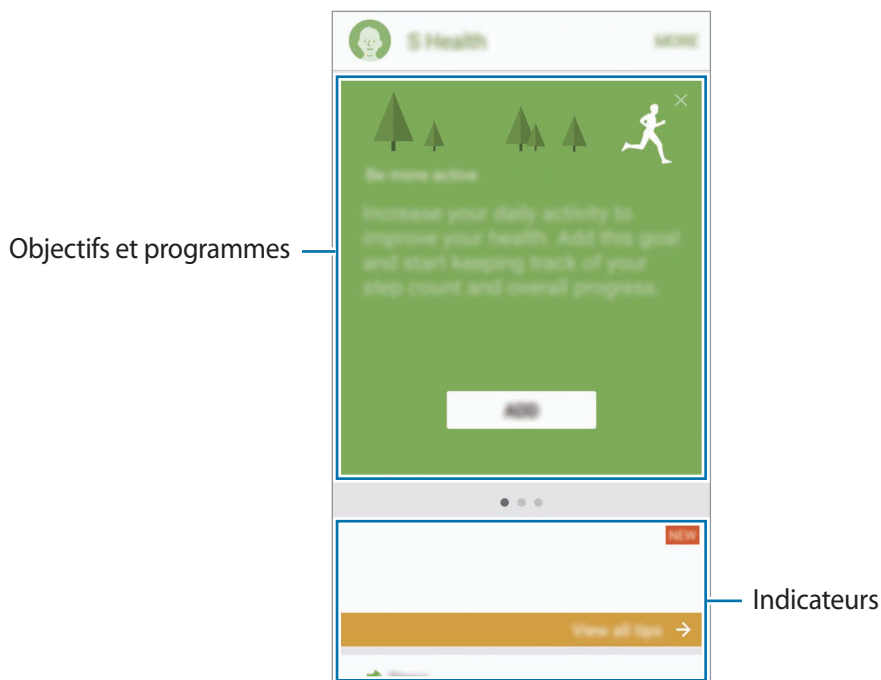 S Health
MORE
Be more active
Increase your daily activity to
improve your health. Add this goal
and start keeping track of your
step count and overall progress.
Objectifs et programmes
ADD
NEW
Indicateurs
View all tips